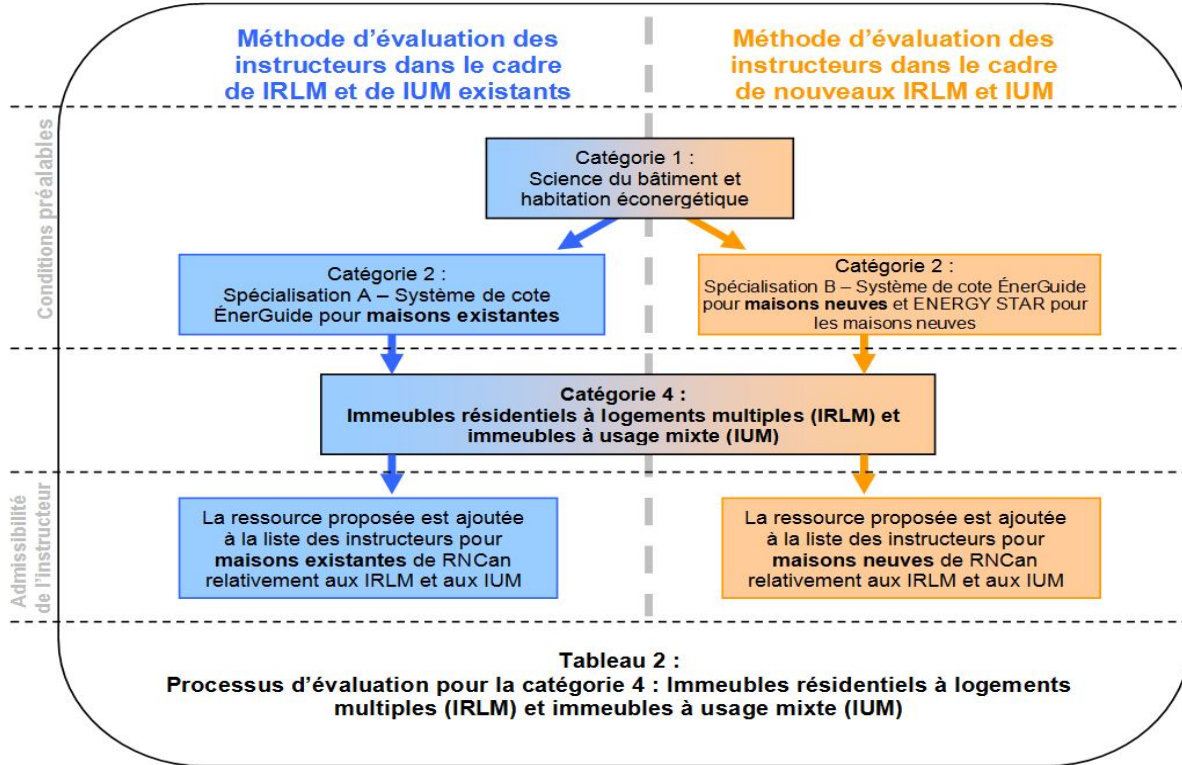 Méthode d'évaluation des
instructeurs dans le cadre
de IRLM et de IUM existants
Méthode d'évaluation des
instructeurs dans le cadre
de nouveaux IRLM et IUM
Conditions préalables
Catégorie 1 :
Science du bâtiment et
habitation éconergétique
Catégorie 2 :
Spécialisation A – Système de cote
ÉnerGuide pour maisons existantes
Catégorie 2 :
Spécialisation B – Système de cote ÉnerGuide
pour maisons neuves et ENERGY STAR pour
les maisons neuves
Catégorie 4 :
Immeubles résidentiels à logements multiples (IRLM) et
immeubles à usage mixte (IUM)
Admissibilité
de l'instructeur
La ressource proposée est ajoutée
à la liste des instructeurs pour
maisons existantes de RNCan
relativement aux IRLM et aux IUM
La ressource proposée est ajoutée
à la liste des instructeurs pour
maisons neuves de RNCan
relativement aux IRLM et aux IUM
Tableau 2 :
Processus d'évaluation pour la catégorie 4 : Immeubles résidentiels à logements
multiples (IRLM) et immeubles à usage mixte (IUM)